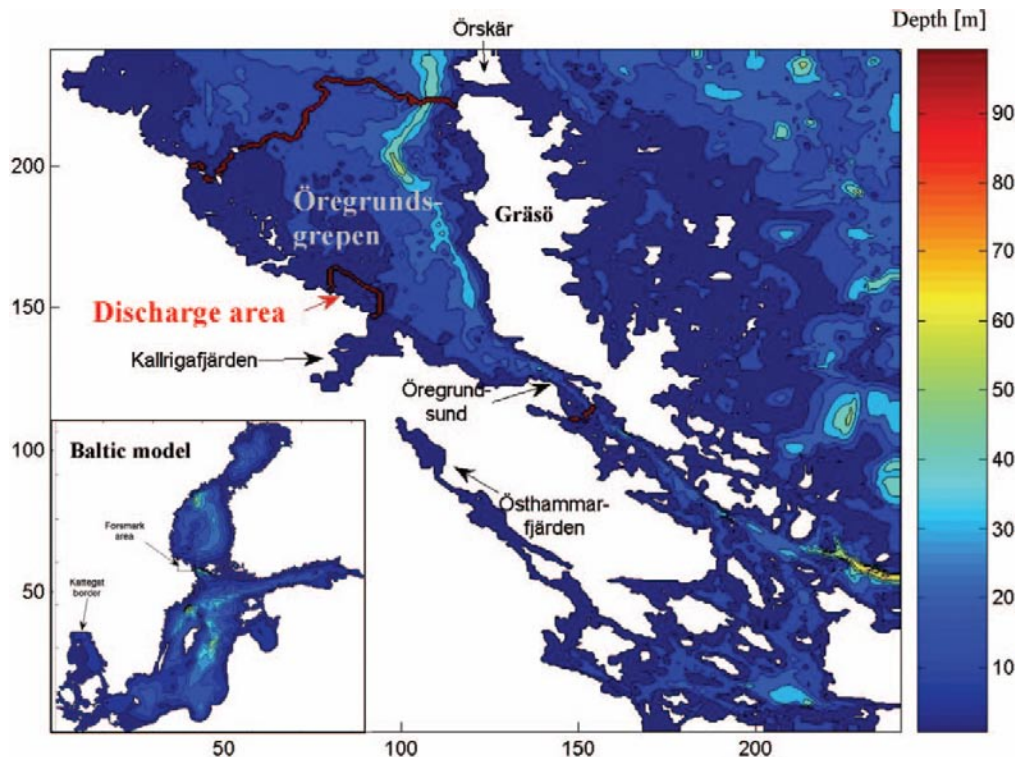 Örskär
Depth [m]
90
80
70
60
50
40
30
20
10
200
150
100
50
Öregrunds-
grepen
Gräsö
Discharge area
Kallrigafjärden
Öregrund-
sund
Östhammar-
fjärden
Baltic model
Forsmark
area
Kattegat
border
50
100
150
200